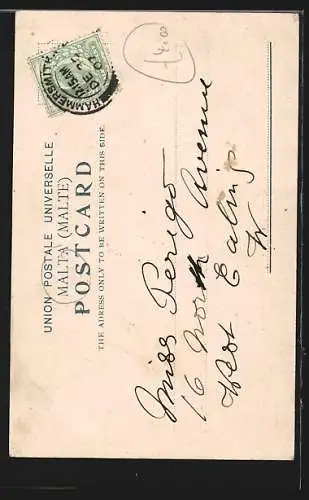 UNION POSTALE UNIVERSELLE
MALTA (MALTE)
POSTCARD
THE ADRESS ONLY TO BE WRITTEN ON THIS SIDE.
HAMMERSMITH
Miss Perigo
16 North Avenue
West Ealing
W